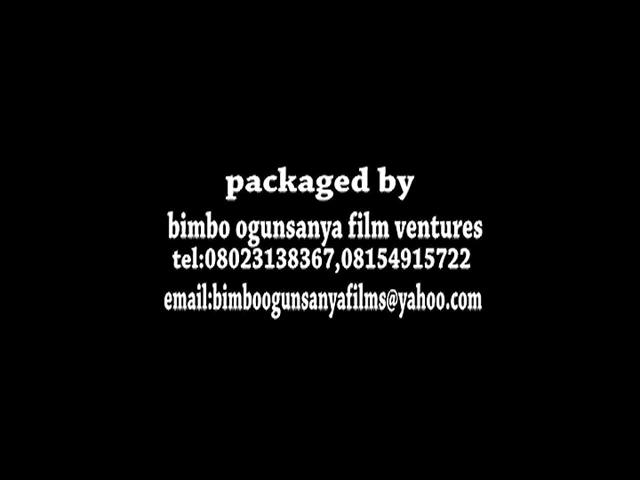 packaged by
bimbo ogunsanya film ventures
tel:08023138367,08154915722
email:bimboogunsanyafilms@yahoo.com